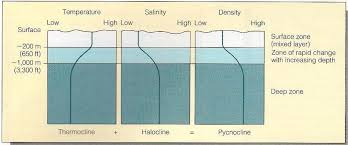 Temperature Salinity Density
Low High Low High Low High
Surface
~200 m
(650 ft)
~1,000 m
(3,300 ft)
Surface zone
(mixed layer)
Zone of rapid change
with increasing depth
Deep zone
Thermocline + Halocline = Pycnocline